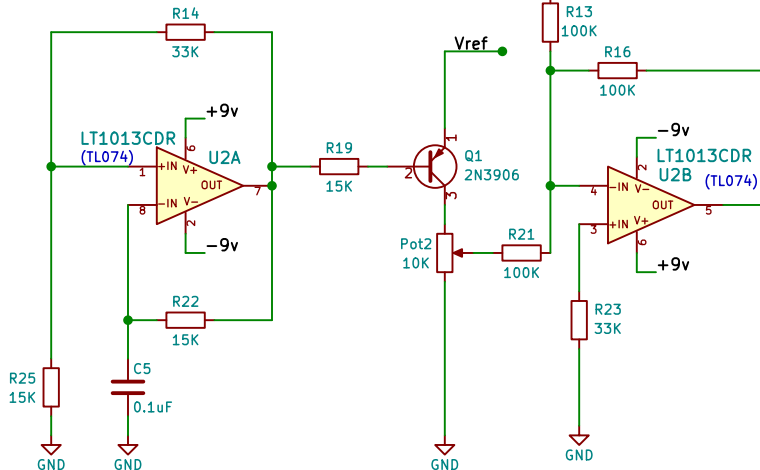 R14
33K
R13
100K
R16
100K
Vref
+9v
-9v
LT1013CDR
(TL074)
U2A
6
+IN
V+
1
OUT
7
-IN
V-
8
2
-9v
R19
15K
1
Q1
2N3906
2
3
2
LT1013CDR
U2B
(TL074)
-IN
V-
4
OUT
5
+IN
V+
3
6
+9v
Pot2
10K
R21
100K
R22
15K
R23
33K
R25
15K
C5
0.1uF
GND
GND
GND
GND